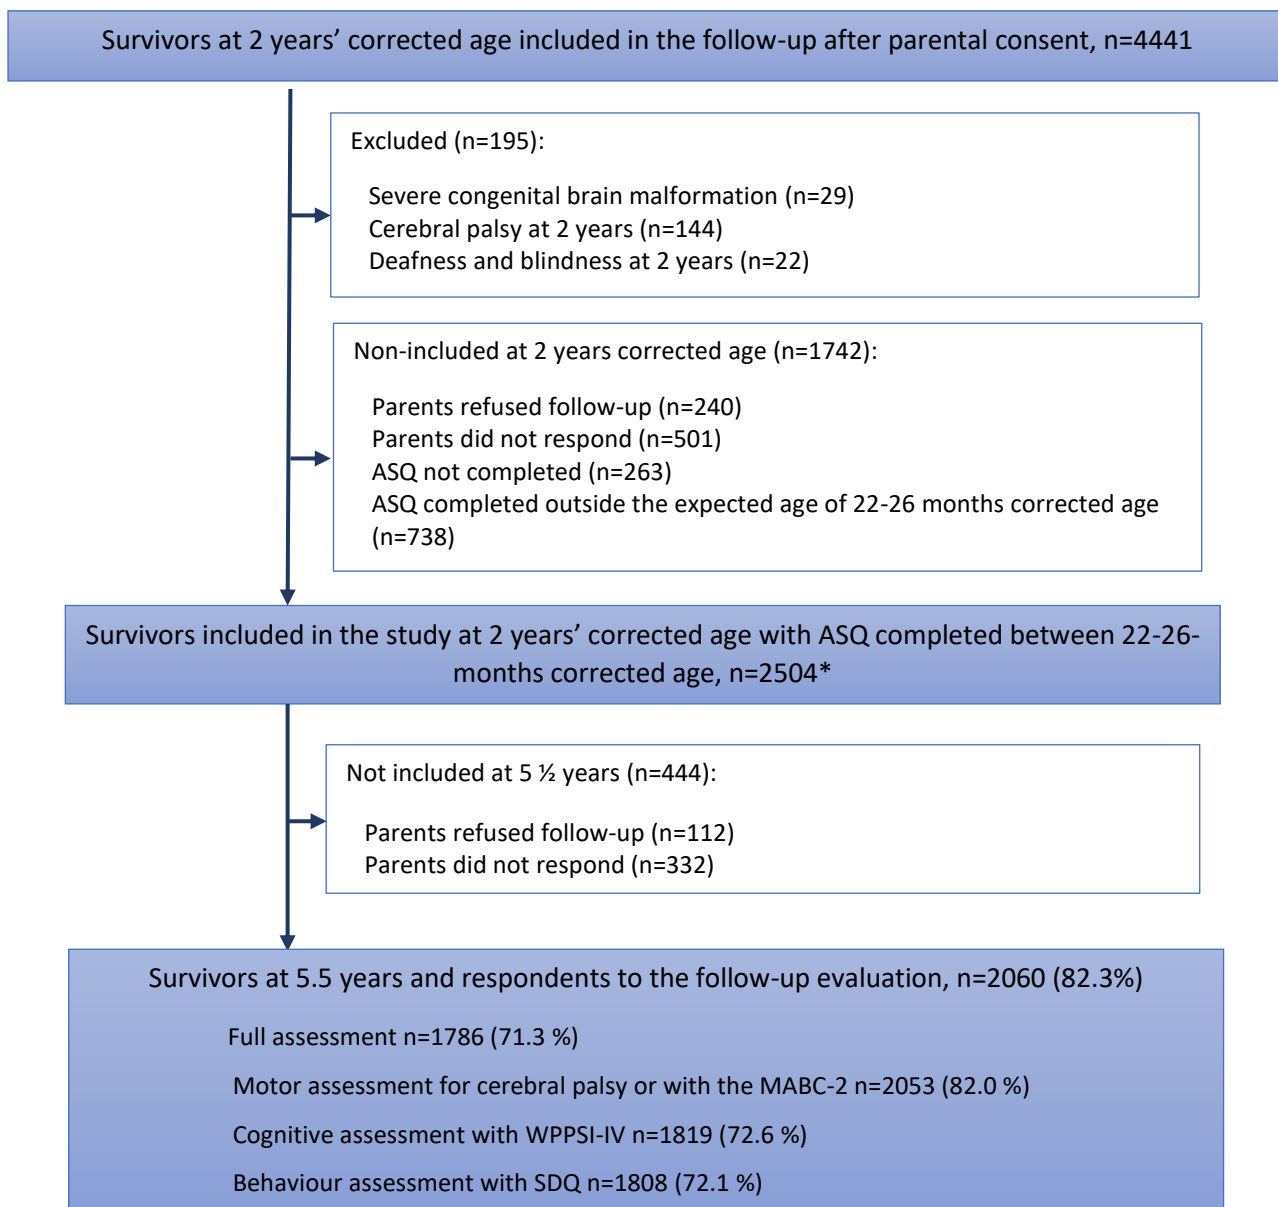 Survivors at 2 years’ corrected age included in the follow-up after parental consent, n=4441
Excluded (n=195):
Severe congenital brain malformation (n=29)
Cerebral palsy at 2 years (n=144)
Deafness and blindness at 2 years (n=22)
Non-included at 2 years corrected age (n=1742):
Parents refused follow-up (n=240)
Parents did not respond (n=501)
ASQ not completed (n=263)
ASQ completed outside the expected age of 22-26 months corrected age
(n=738)
Survivors included in the study at 2 years’ corrected age with ASQ completed between 22-26-
months corrected age, n=2504*
Not included at 5 ½ years (n=444):
Parents refused follow-up (n=112)
Parents did not respond (n=332)
Survivors at 5.5 years and respondents to the follow-up evaluation, n=2060 (82.3%)
Full assessment n=1786 (71.3 %)
Motor assessment for cerebral palsy or with the MABC-2 n=2053 (82.0 %)
Cognitive assessment with WPPSI-IV n=1819 (72.6 %)
Behaviour assessment with SDQ n=1808 (72.1 %)